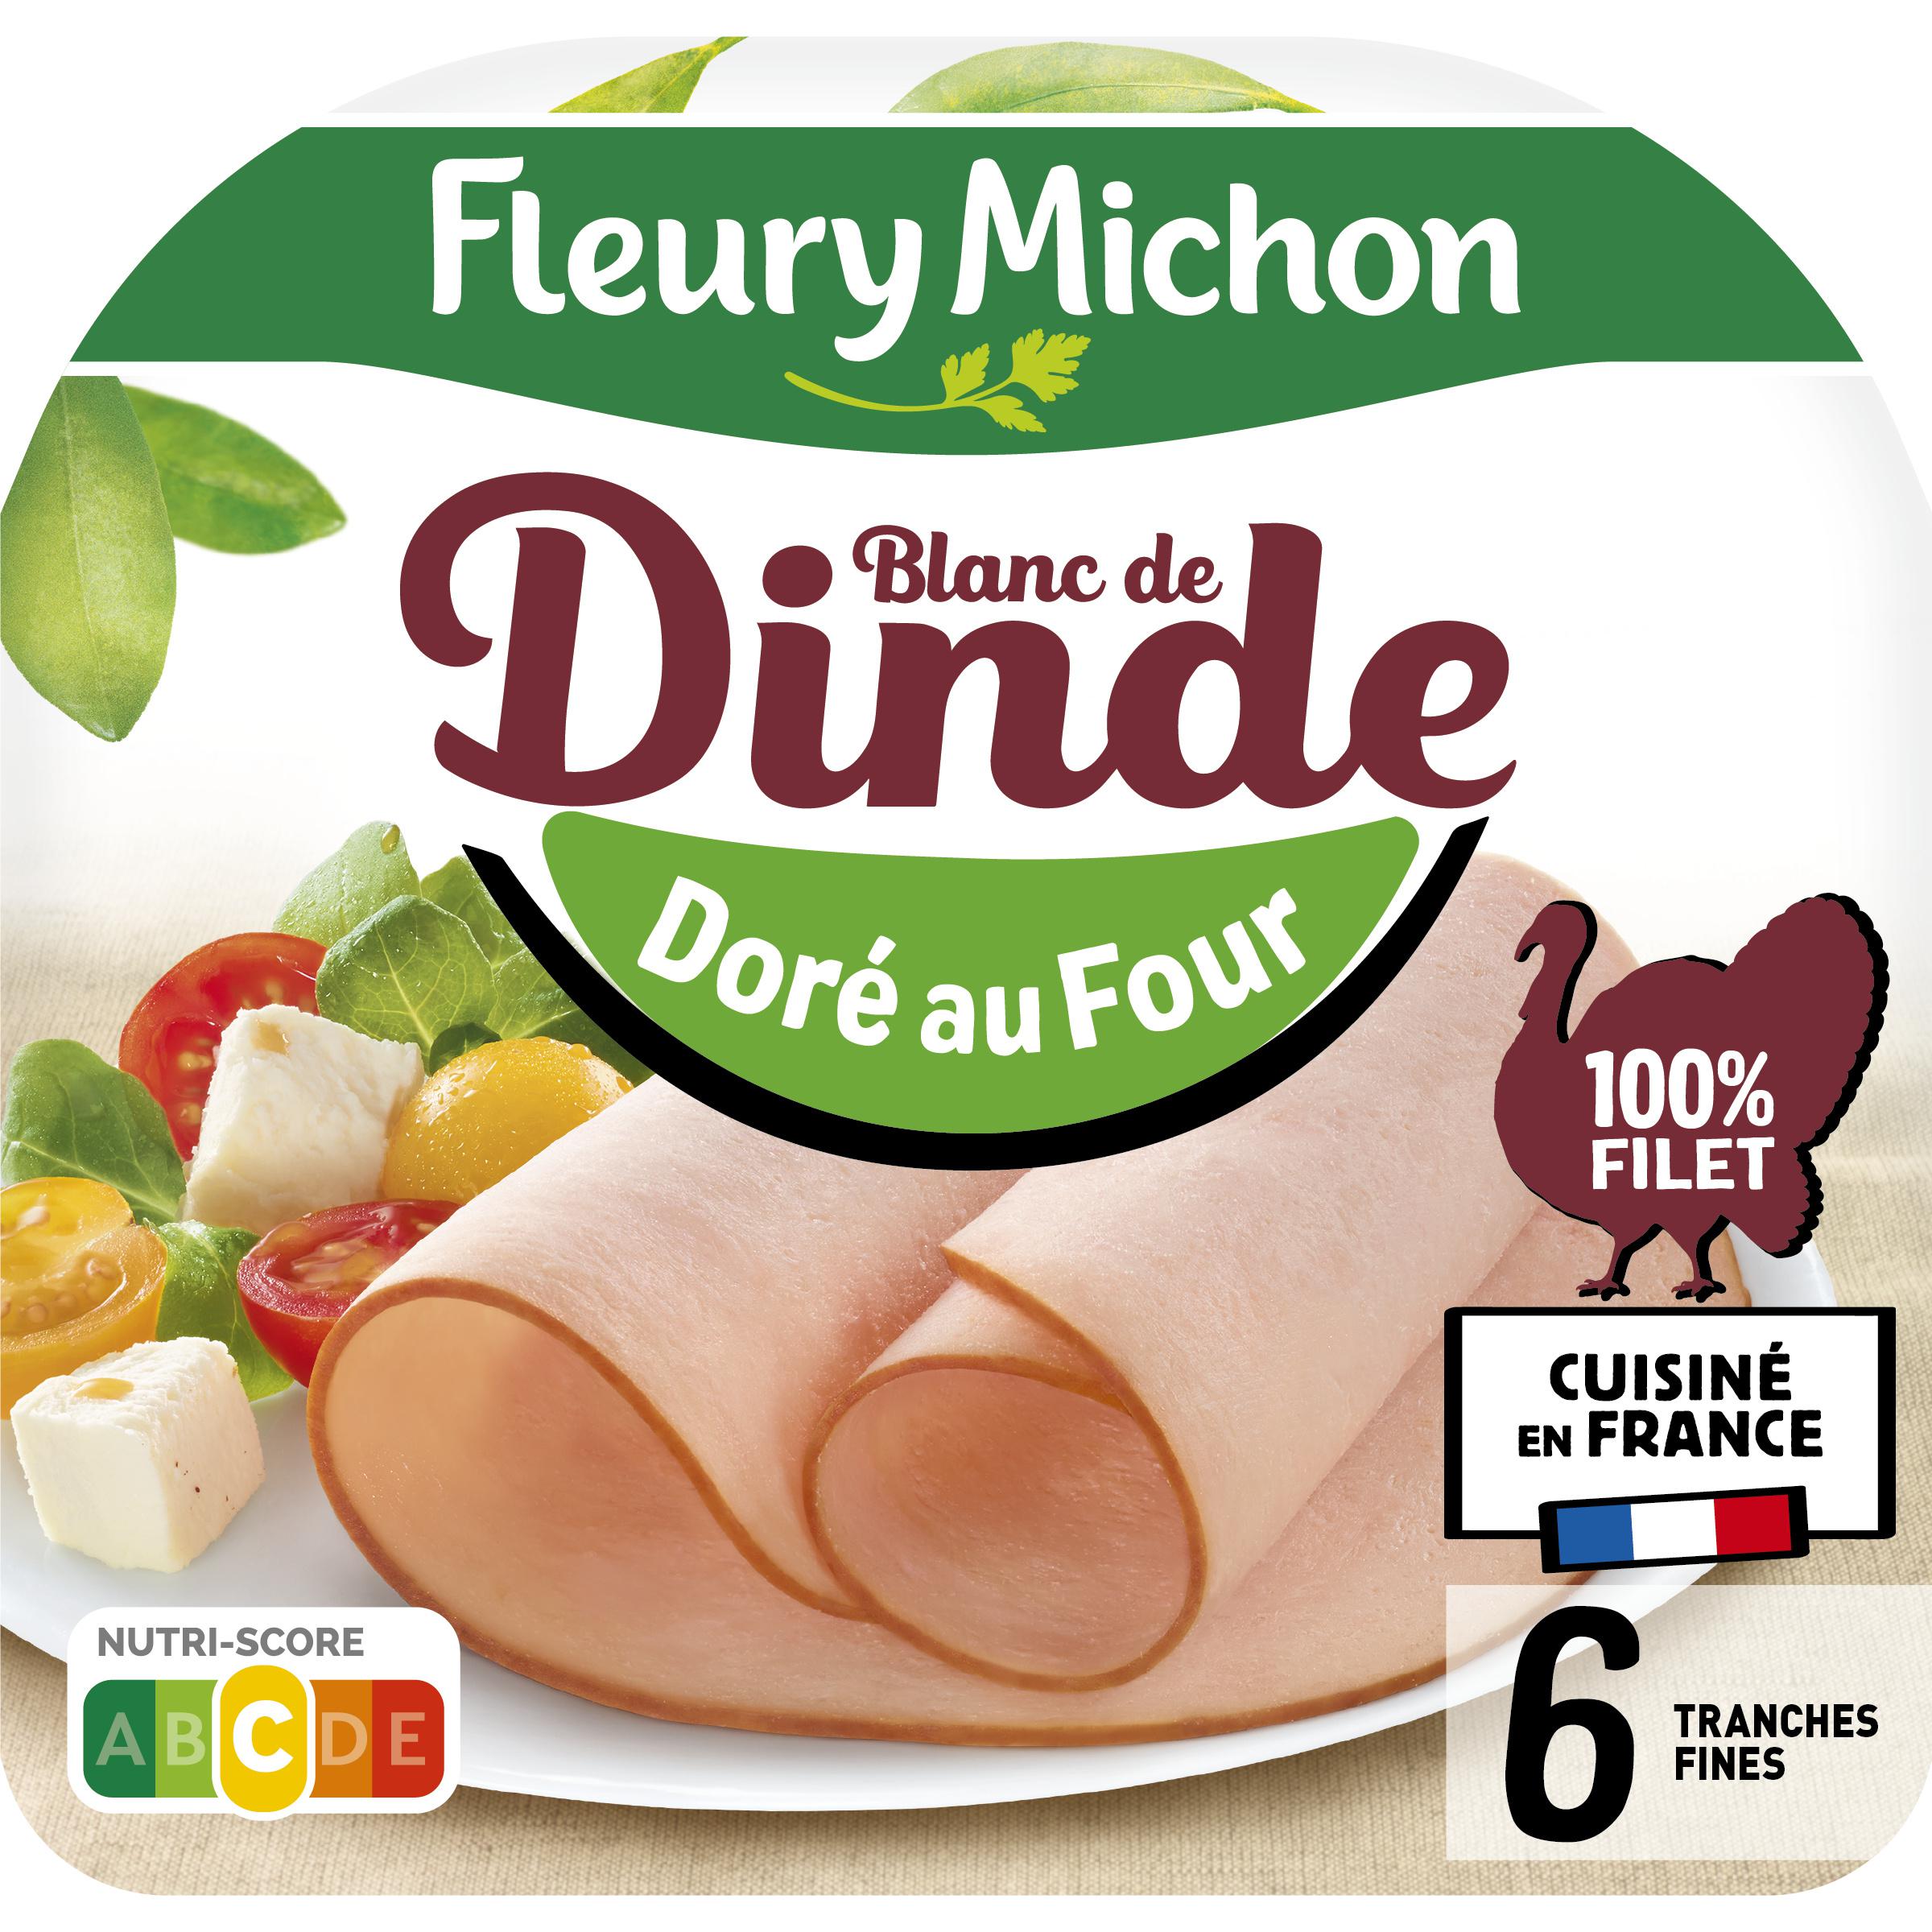 Fleury Michon
Blanc de
Dinde
Doré au Four
100%
FILET
CUISINÉ
EN FRANCE
NUTRI-SCORE
A B C D E
6 TRANCHES
FINES